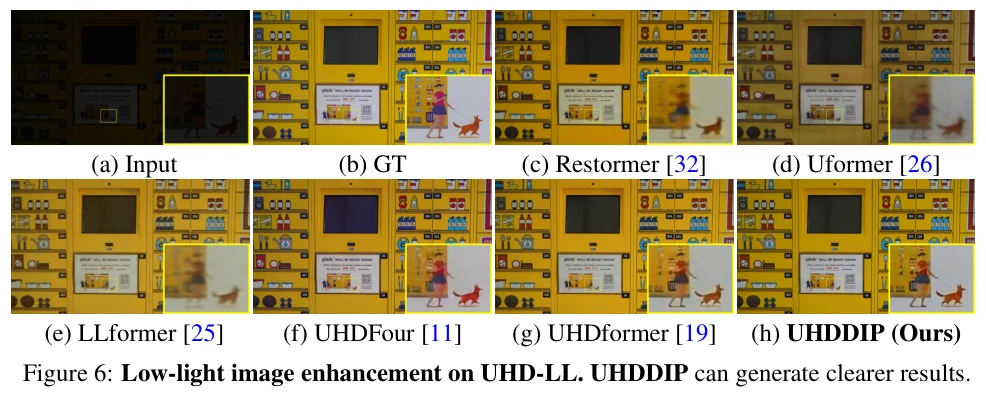 (a) Input
(b) GT
(c) Restormer [32]
(d) Uformer [26]
(e) LLformer [25]
(f) UHDFour [11]
(g) UHDformer [19]
(h) UHDDIP (Ours)
Figure 6: Low-light image enhancement on UHD-LL. UHDDIP can generate clearer results.